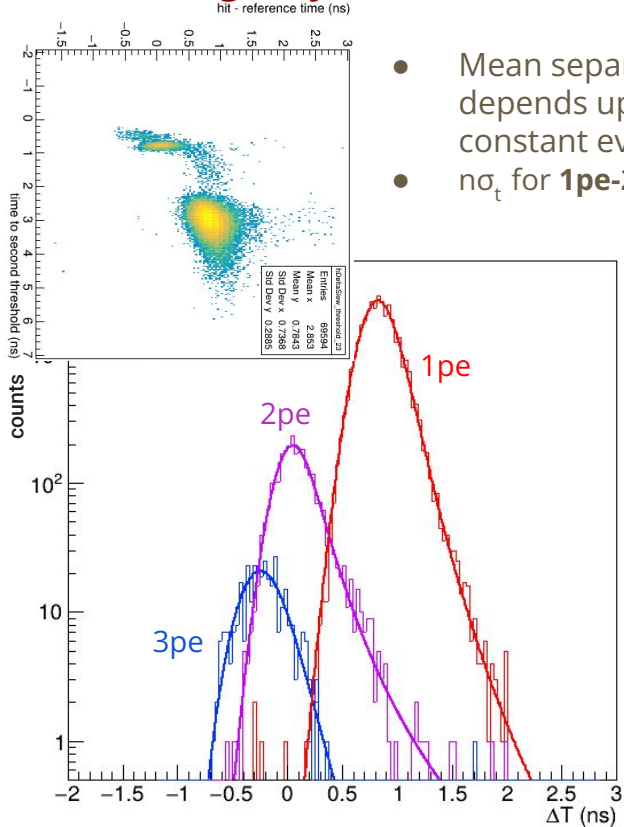 hit - reference time (ns)
−1.5 −1 −0.5 0 0.5 1 1.5 2 2.5 3
−2 −1 0 1 2 3 4 5 6 7
time to second threshold (ns)
hDeltaSlew_threshold_23
Entries 69594
Mean x 2.853
Mean y 0.7843
Std Dev x 0.7368
Std Dev y 0.2885
● Mean separ
depends up
constant ev
● nσt for 1pe-2
counts
10²
10
1
1pe
2pe
3pe
−2 −1.5 −1 −0.5 0 0.5 1 1.5 2 2.5 3
ΔT (ns)